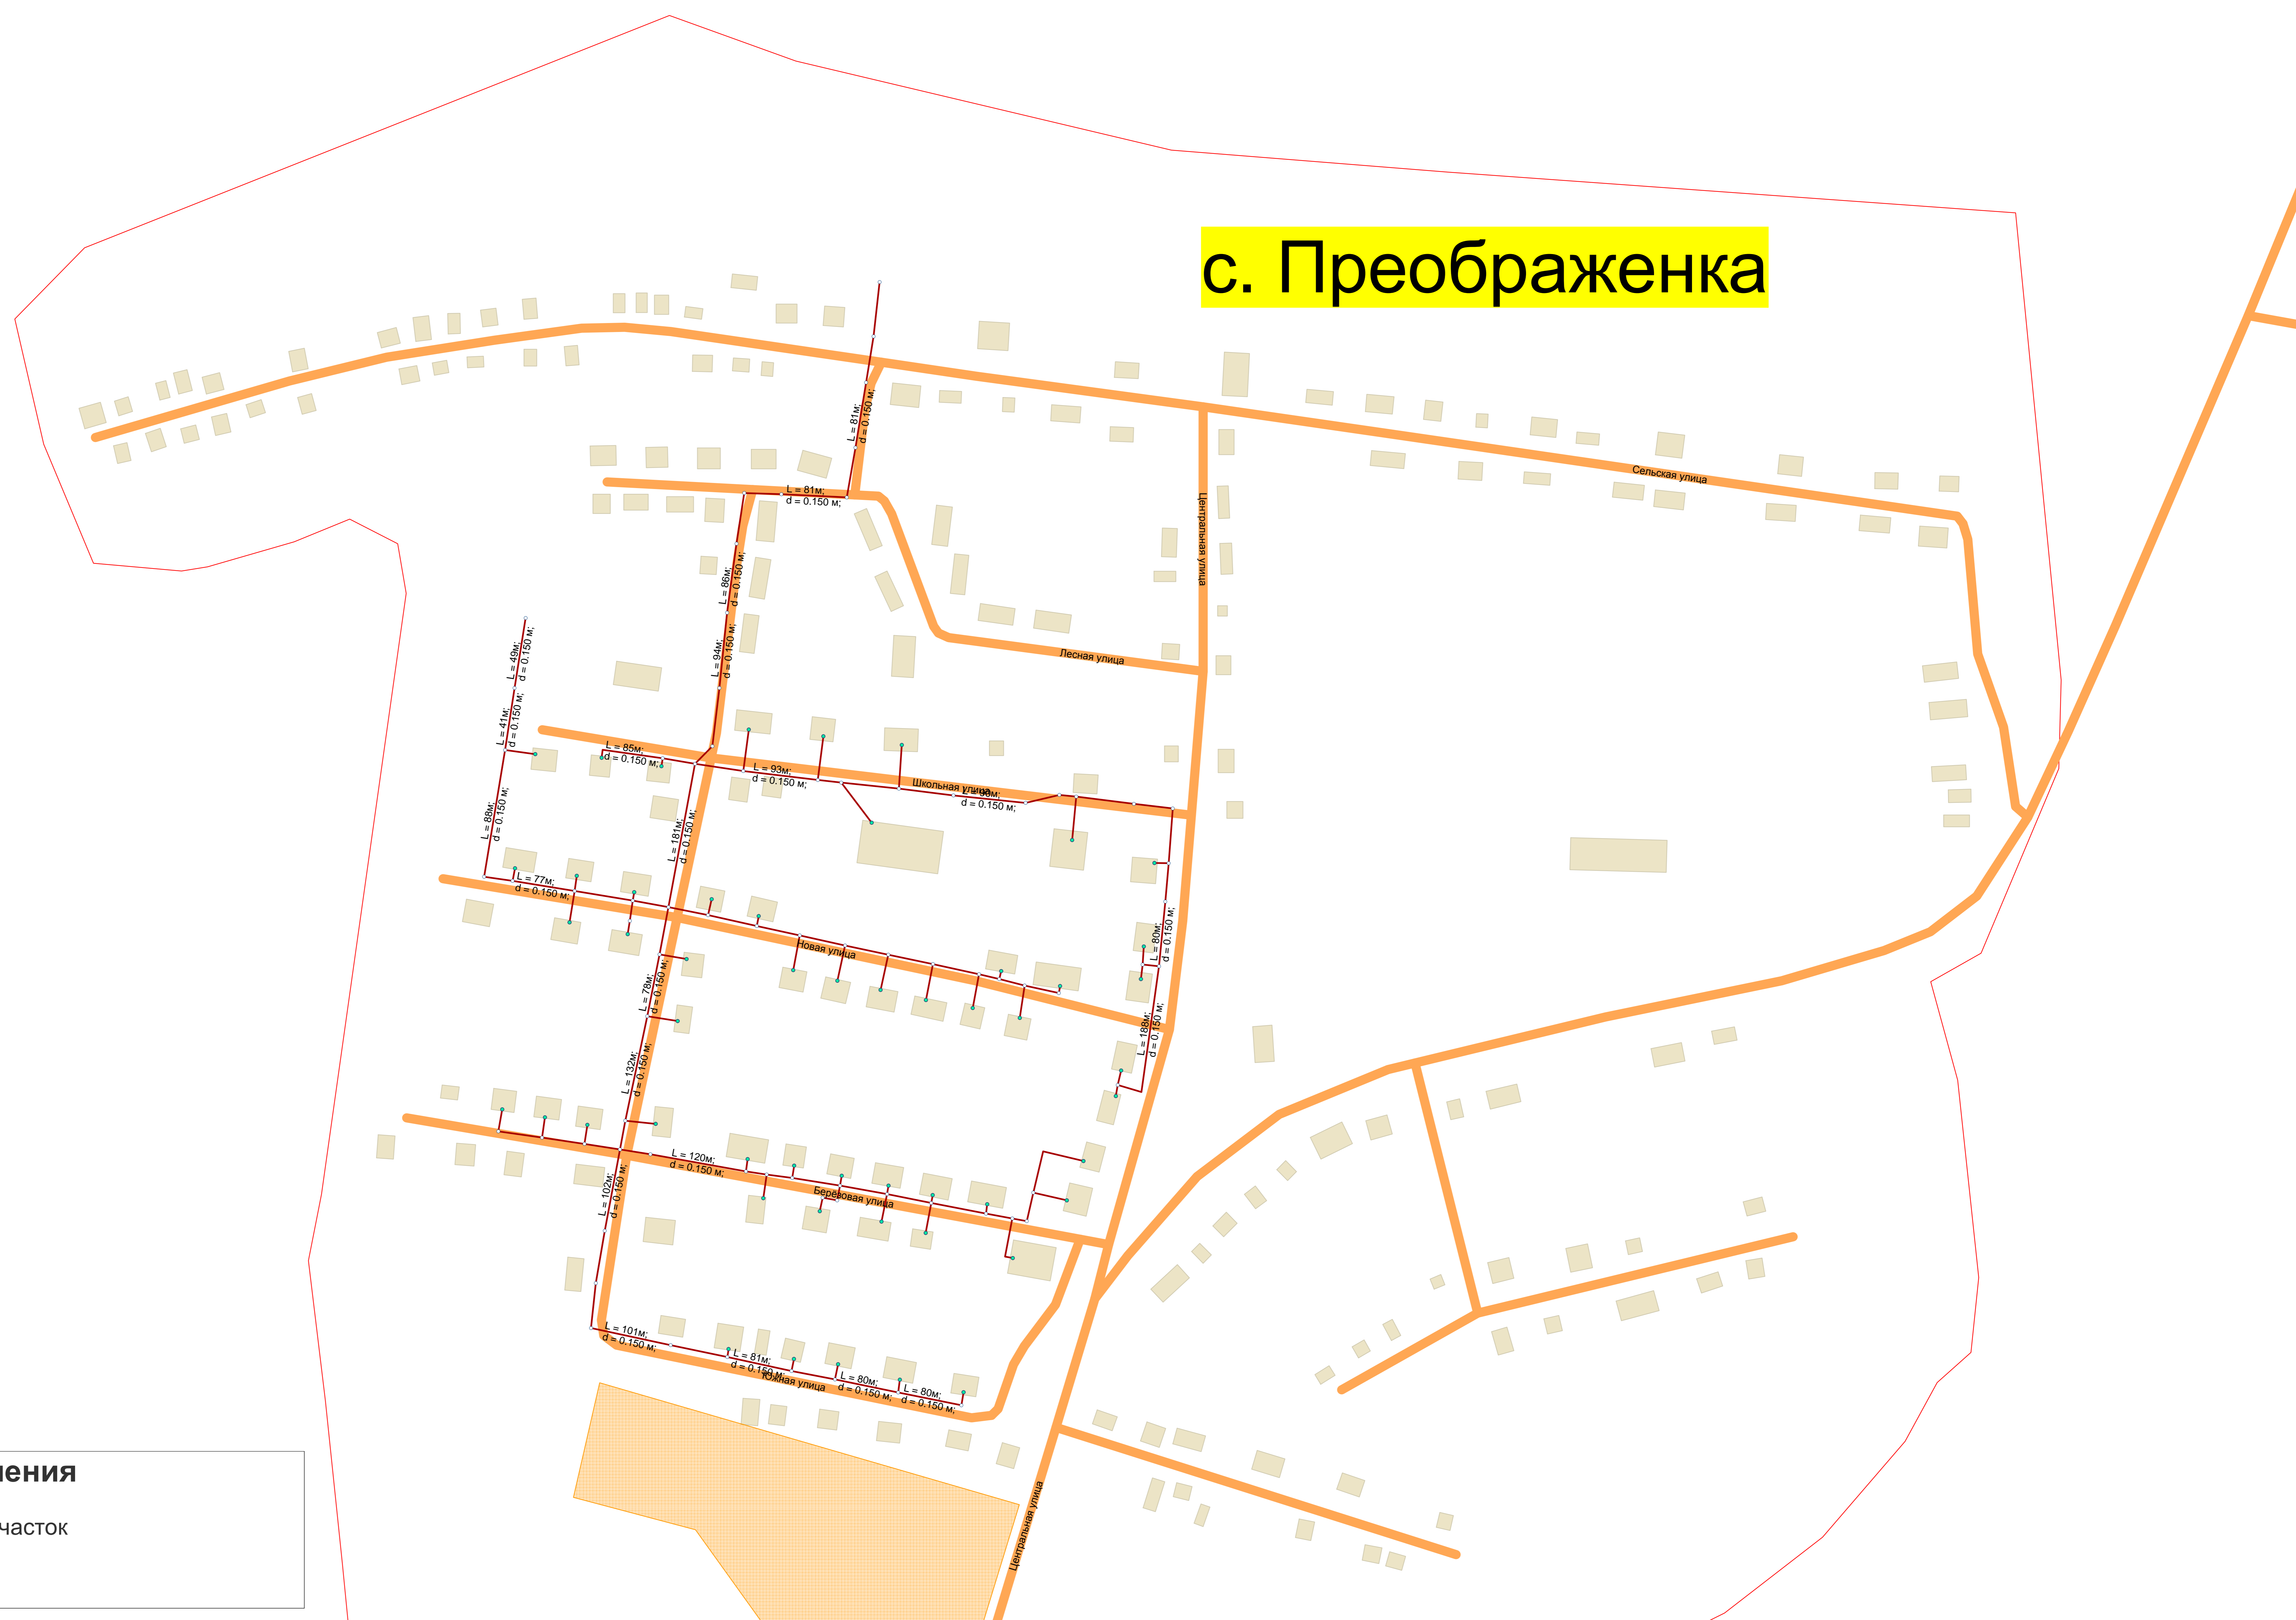 с. Преображенка
L = 81м;
d = 0.150 м;
Сельская улица
L = 81м;
d = 0.150 м;
Центральная улица
L = 86м;
d = 0.150 м;
L = 94м;
d = 0.150 м;
Лесная улица
L = 49м;
d = 0.150 м;
L = 41м;
d = 0.150 м;
L = 85м;
d = 0.150 м;
L = 93м;
d = 0.150 м;
Школьная улица
d = 0.150 м;
L = 88м;
d = 0.150 м;
L = 181м;
d = 0.150 м;
L = 77м;
d = 0.150 м;
Новая улица
L = 80м;
d = 0.150 м;
L = 78м;
d = 0.150 м;
L = 188м;
d = 0.150 м;
L = 132м;
d = 0.150 м;
L = 120м;
d = 0.150 м;
Берёзовая улица
L = 102м;
d = 0.150 м;
L = 101м;
d = 0.150 м;
L = 81м;
d = 0.150 м;
Южная улица
L = 80м;
d = 0.150 м;
L = 80м;
d = 0.150 м;
Центральная улица
ения
часток